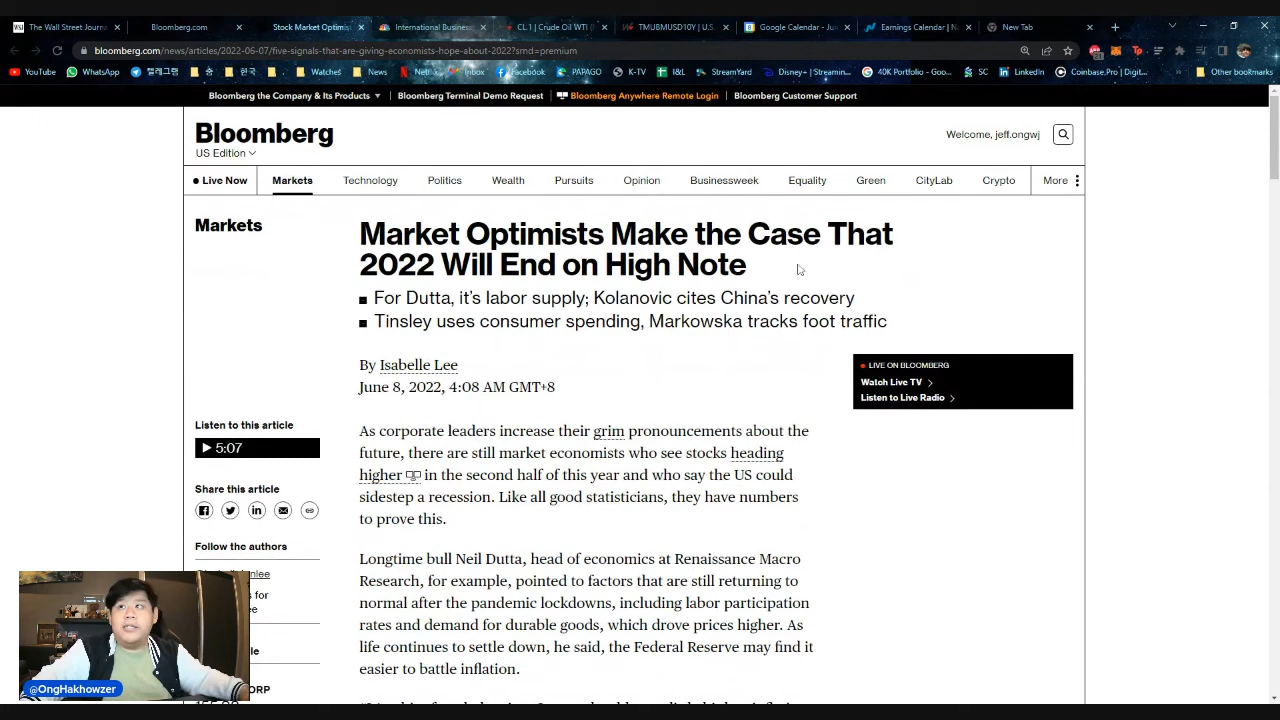 The Wall Street Journ
Bloomberg.com
Stock Market Optimis
International Business
CL.1 | Crude Oil WTI (
TMUBMUSD10Y | U.S.
Google Calendar - Ju
Earnings Calendar | N
New Tab
bloomberg.com/news/articles/2022-06-07/five-signals-that-are-giving-economists-hope-about-2022?srnd=premium
YouTube
WhatsApp
텔레그램
춤
한국
Watches
News
Netfl
Inbox
Facebook
PAPAGO
K-TV
I&L
StreamYard
Disney+ | Streamin...
40K Portfolio - Goo...
SC
LinkedIn
Coinbase.Pro | Digit...
Other bookmarks
Bloomberg the Company & Its Products
Bloomberg Terminal Demo Request
Bloomberg Anywhere Remote Login
Bloomberg Customer Support
Bloomberg
US Edition
Welcome, jeff.ongwj
Live Now
Markets
Technology
Politics
Wealth
Pursuits
Opinion
Businessweek
Equality
Green
CityLab
Crypto
More
Markets
Market Optimists Make the Case That
2022 Will End on High Note
For Dutta, it's labor supply; Kolanovic cites China's recovery
Tinsley uses consumer spending, Markowska tracks foot traffic
By Isabelle Lee
June 8, 2022, 4:08 AM GMT+8
LIVE ON BLOOMBERG
Watch Live TV
Listen to Live Radio
Listen to this article
5:07
Share this article
Follow the authors
As corporate leaders increase their grim pronouncements about the
future, there are still market economists who see stocks heading
higher in the second half of this year and who say the US could
sidestep a recession. Like all good statisticians, they have numbers
to prove this.
Longtime bull Neil Dutta, head of economics at Renaissance Macro
Research, for example, pointed to factors that are still returning to
normal after the pandemic lockdowns, including labor participation
rates and demand for durable goods, which drove prices higher. As
life continues to settle down, he said, the Federal Reserve may find it
easier to battle inflation.
@OngHakhowzer